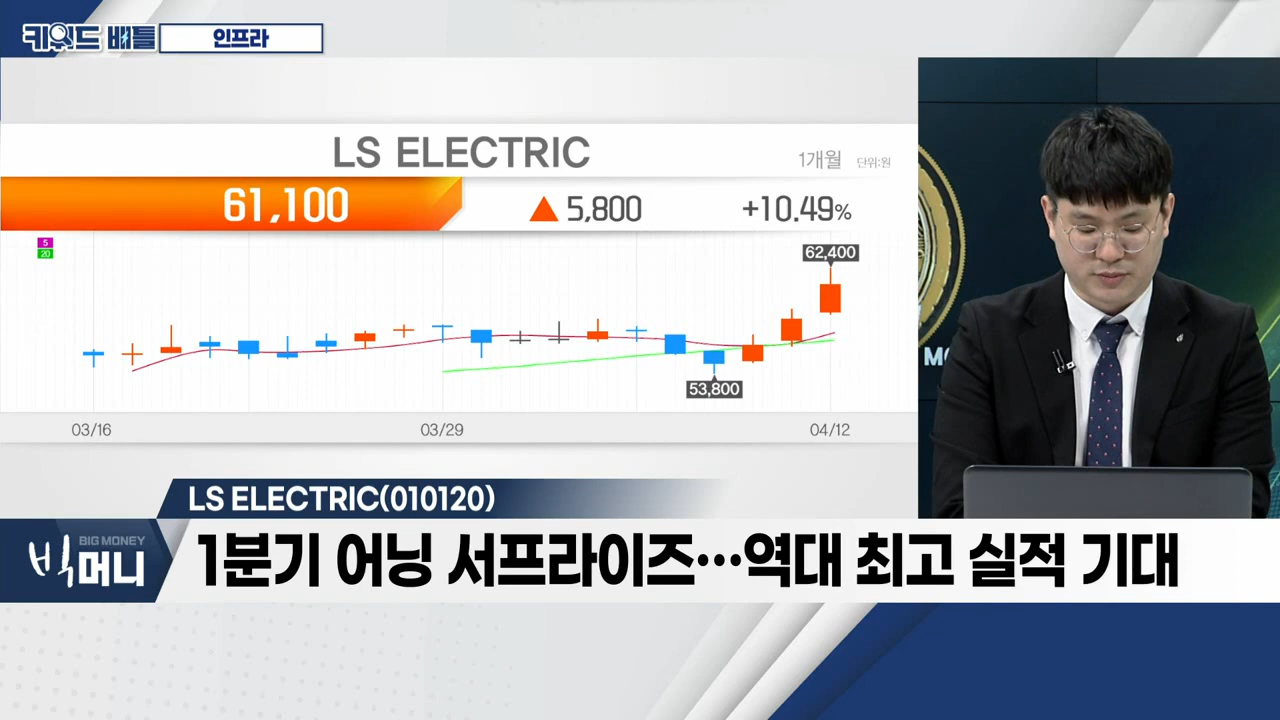 키워드 배틀
인프라
LS ELECTRIC
1개월 단위:원
61,100 ▲ 5,800 +10.49%
5
20
62,400
53,800
03/16 03/29 04/12
LS ELECTRIC(010120)
BIG MONEY
빅머니
1분기 어닝 서프라이즈…역대 최고 실적 기대